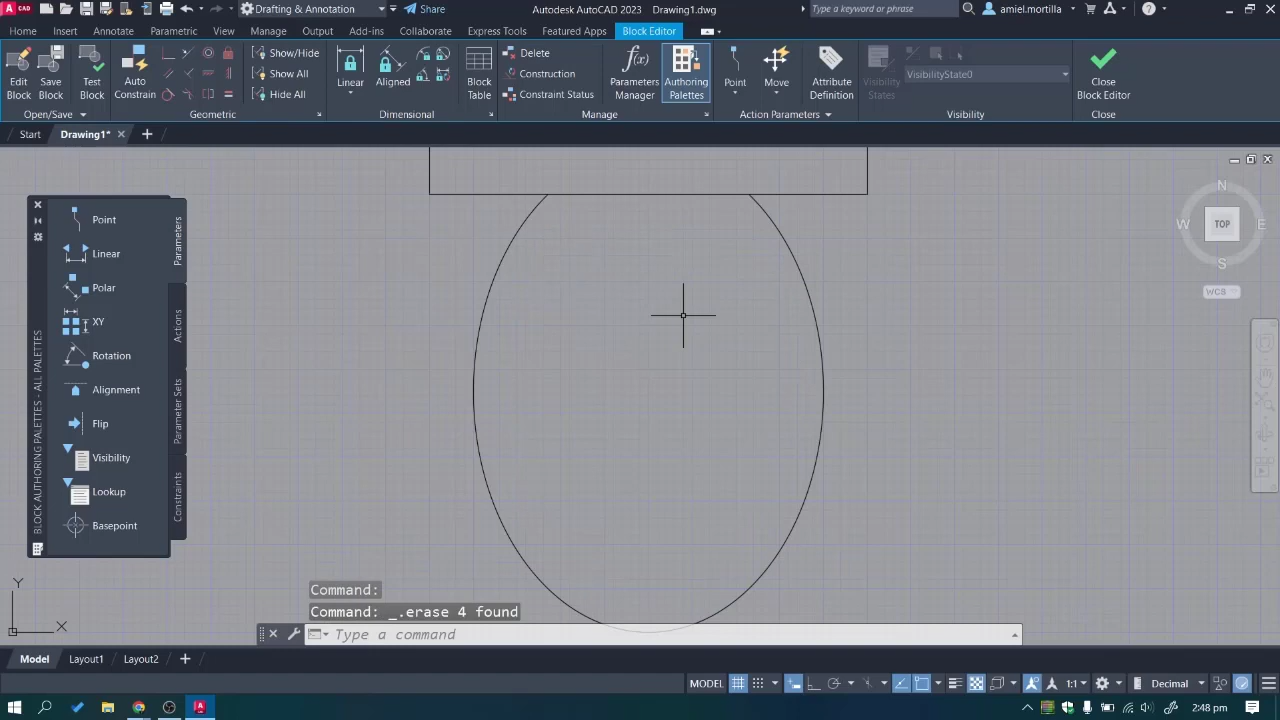 CAD
Drafting & Annotation
Share
Autodesk AutoCAD 2023 Drawing1.dwg
Type a keyword or phrase
amiel.mortilla
Home Insert Annotate Parametric View Manage Output Add-ins Collaborate Express Tools Featured Apps Block Editor
Edit Block
Save Block
Test Block
Auto Constrain
Show/Hide
Show All
Hide All
Linear
Aligned
Block Table
Delete
Construction
Constraint Status
f(x)
Parameters Manager
Authoring Palettes
Point
Move
Attribute Definition
Visibility States
VisibilityState0
Close Block Editor
Open/Save
Geometric
Dimensional
Manage
Action Parameters
Visibility
Close
Start
Drawing1*
Point
Linear
Polar
XY
Rotation
Alignment
Flip
Visibility
Lookup
Basepoint
Parameters
Actions
Parameter Sets
Constraints
BLOCK AUTHORING PALETTES - ALL PALETTES
N
W
TOP
E
S
WCB
Y
X
Command:
Command: _.erase 4 found
Type a command
Model
Layout1
Layout2
MODEL
1:1
Decimal
2:48 pm